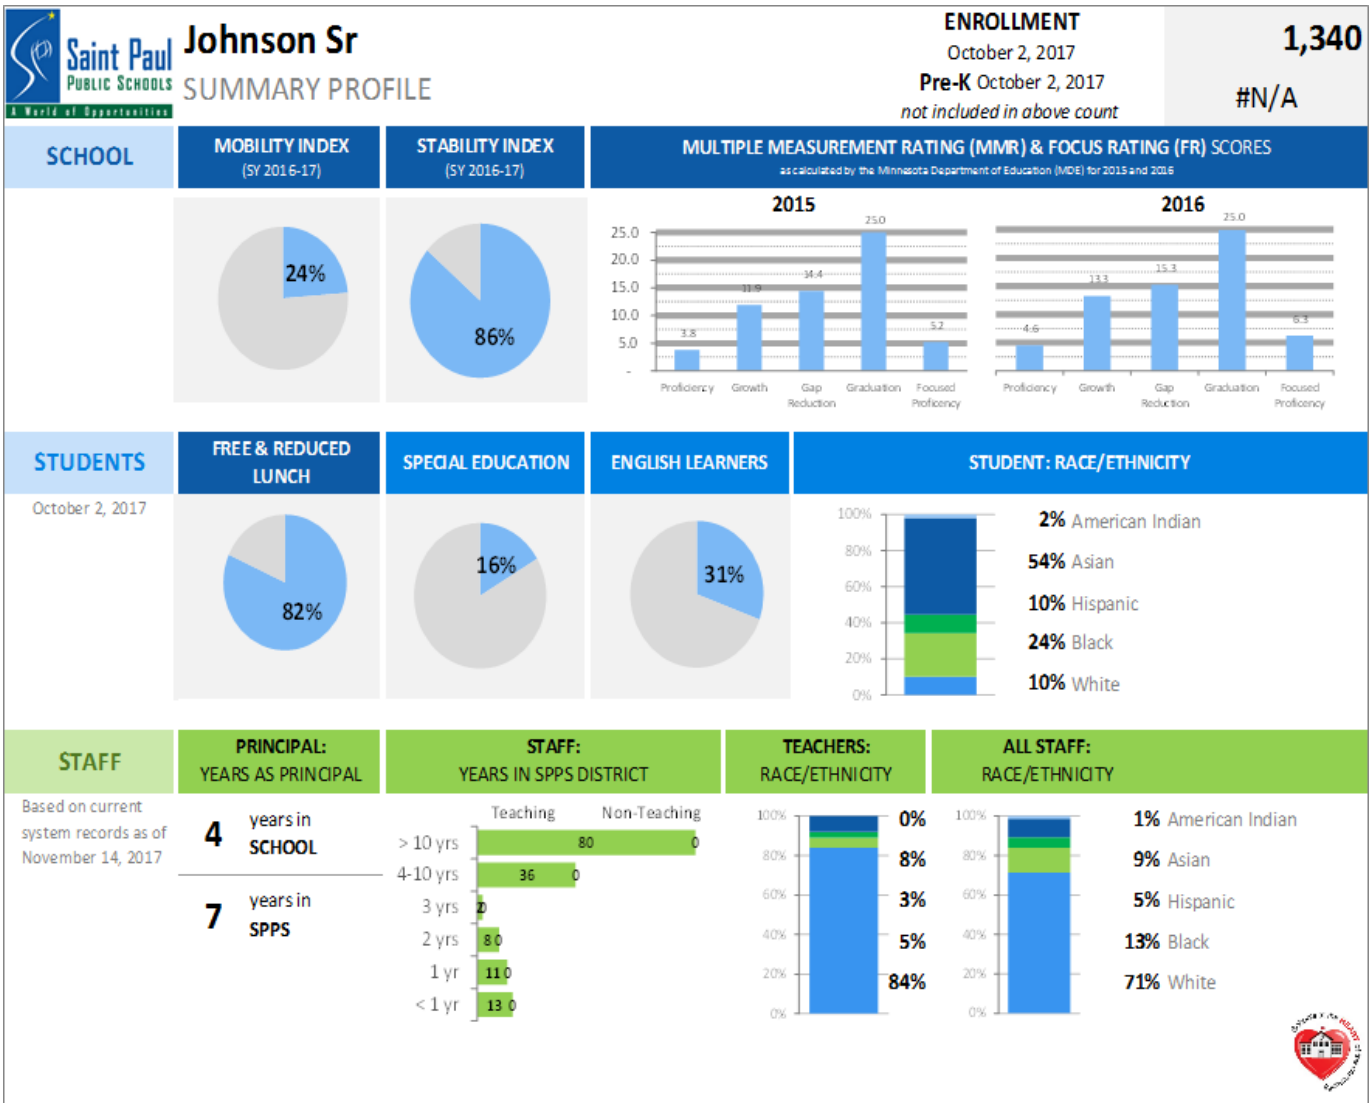 Saint Paul
PUBLIC SCHOOLS
A World of Opportunities
Johnson Sr
SUMMARY PROFILE
ENROLLMENT
October 2, 2017
Pre-K October 2, 2017
not included in above count
1,340
#N/A
SCHOOL
MOBILITY INDEX
(SY 2016-17)
STABILITY INDEX
(SY 2016-17)
MULTIPLE MEASUREMENT RATING (MMR) & FOCUS RATING (FR) SCORES
as calculated by the Minnesota Department of Education (MDE) for 2015 and 2016
24%
86%
2015
25.0
20.0
15.0
10.0
5.0
-
3.8
11.9
14.4
25.0
5.2
Proficiency
Growth
Gap
Reduction
Graduation
Focused
Proficency
2016
4.6
13.3
15.3
25.0
6.3
Proficiency
Growth
Gap
Reduction
Graduation
Focused
Proficency
STUDENTS
October 2, 2017
FREE & REDUCED
LUNCH
SPECIAL EDUCATION
ENGLISH LEARNERS
STUDENT: RACE/ETHNICITY
82%
16%
31%
100%
80%
60%
40%
20%
0%
2% American Indian
54% Asian
10% Hispanic
24% Black
10% White
STAFF
Based on current
system records as of
November 14, 2017
PRINCIPAL:
YEARS AS PRINCIPAL
4 years in
SCHOOL
7 years in
SPPS
STAFF:
YEARS IN SPPS DISTRICT
Teaching Non-Teaching
> 10 yrs 80 0
4-10 yrs 36 0
3 yrs 2 0
2 yrs 8 0
1 yr 11 0
< 1 yr 13 0
TEACHERS:
RACE/ETHNICITY
100%
80%
60%
40%
20%
0%
0%
8%
3%
5%
84%
ALL STAFF:
RACE/ETHNICITY
100%
80%
60%
40%
20%
0%
1% American Indian
9% Asian
5% Hispanic
13% Black
71% White